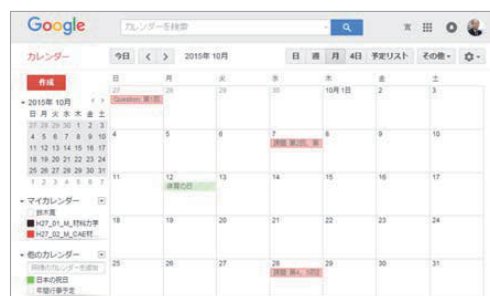 Google
カレンダーを検索
カレンダー
今日
2015年 10月
日 週 月 4日 予定リスト その他
作成
2015年 10月
日 月 火 水 木 金 土
27 28 29 30 1 2 3
4 5 6 7 8 9 10
11 12 13 14 15 16 17
18 19 20 21 22 23 24
25 26 27 28 29 30 31
1 2 3 4 5 6 7
マイカレンダー
鈴木真
H27_01_M_材料力学
H27_02_M_CAE材...
他のカレンダー
日本の祝日
年間行事予定
日 月 火 水 木 金 土
27 28 29 30 10月 1日 2 3
Question: 第1回
4 5 6 7 8 9 10
課題 第2回、第
11 12 13 14 15 16 17
体育の日
18 19 20 21 22 23 24
25 26 27 28 29 30 31
課題 第4、5回